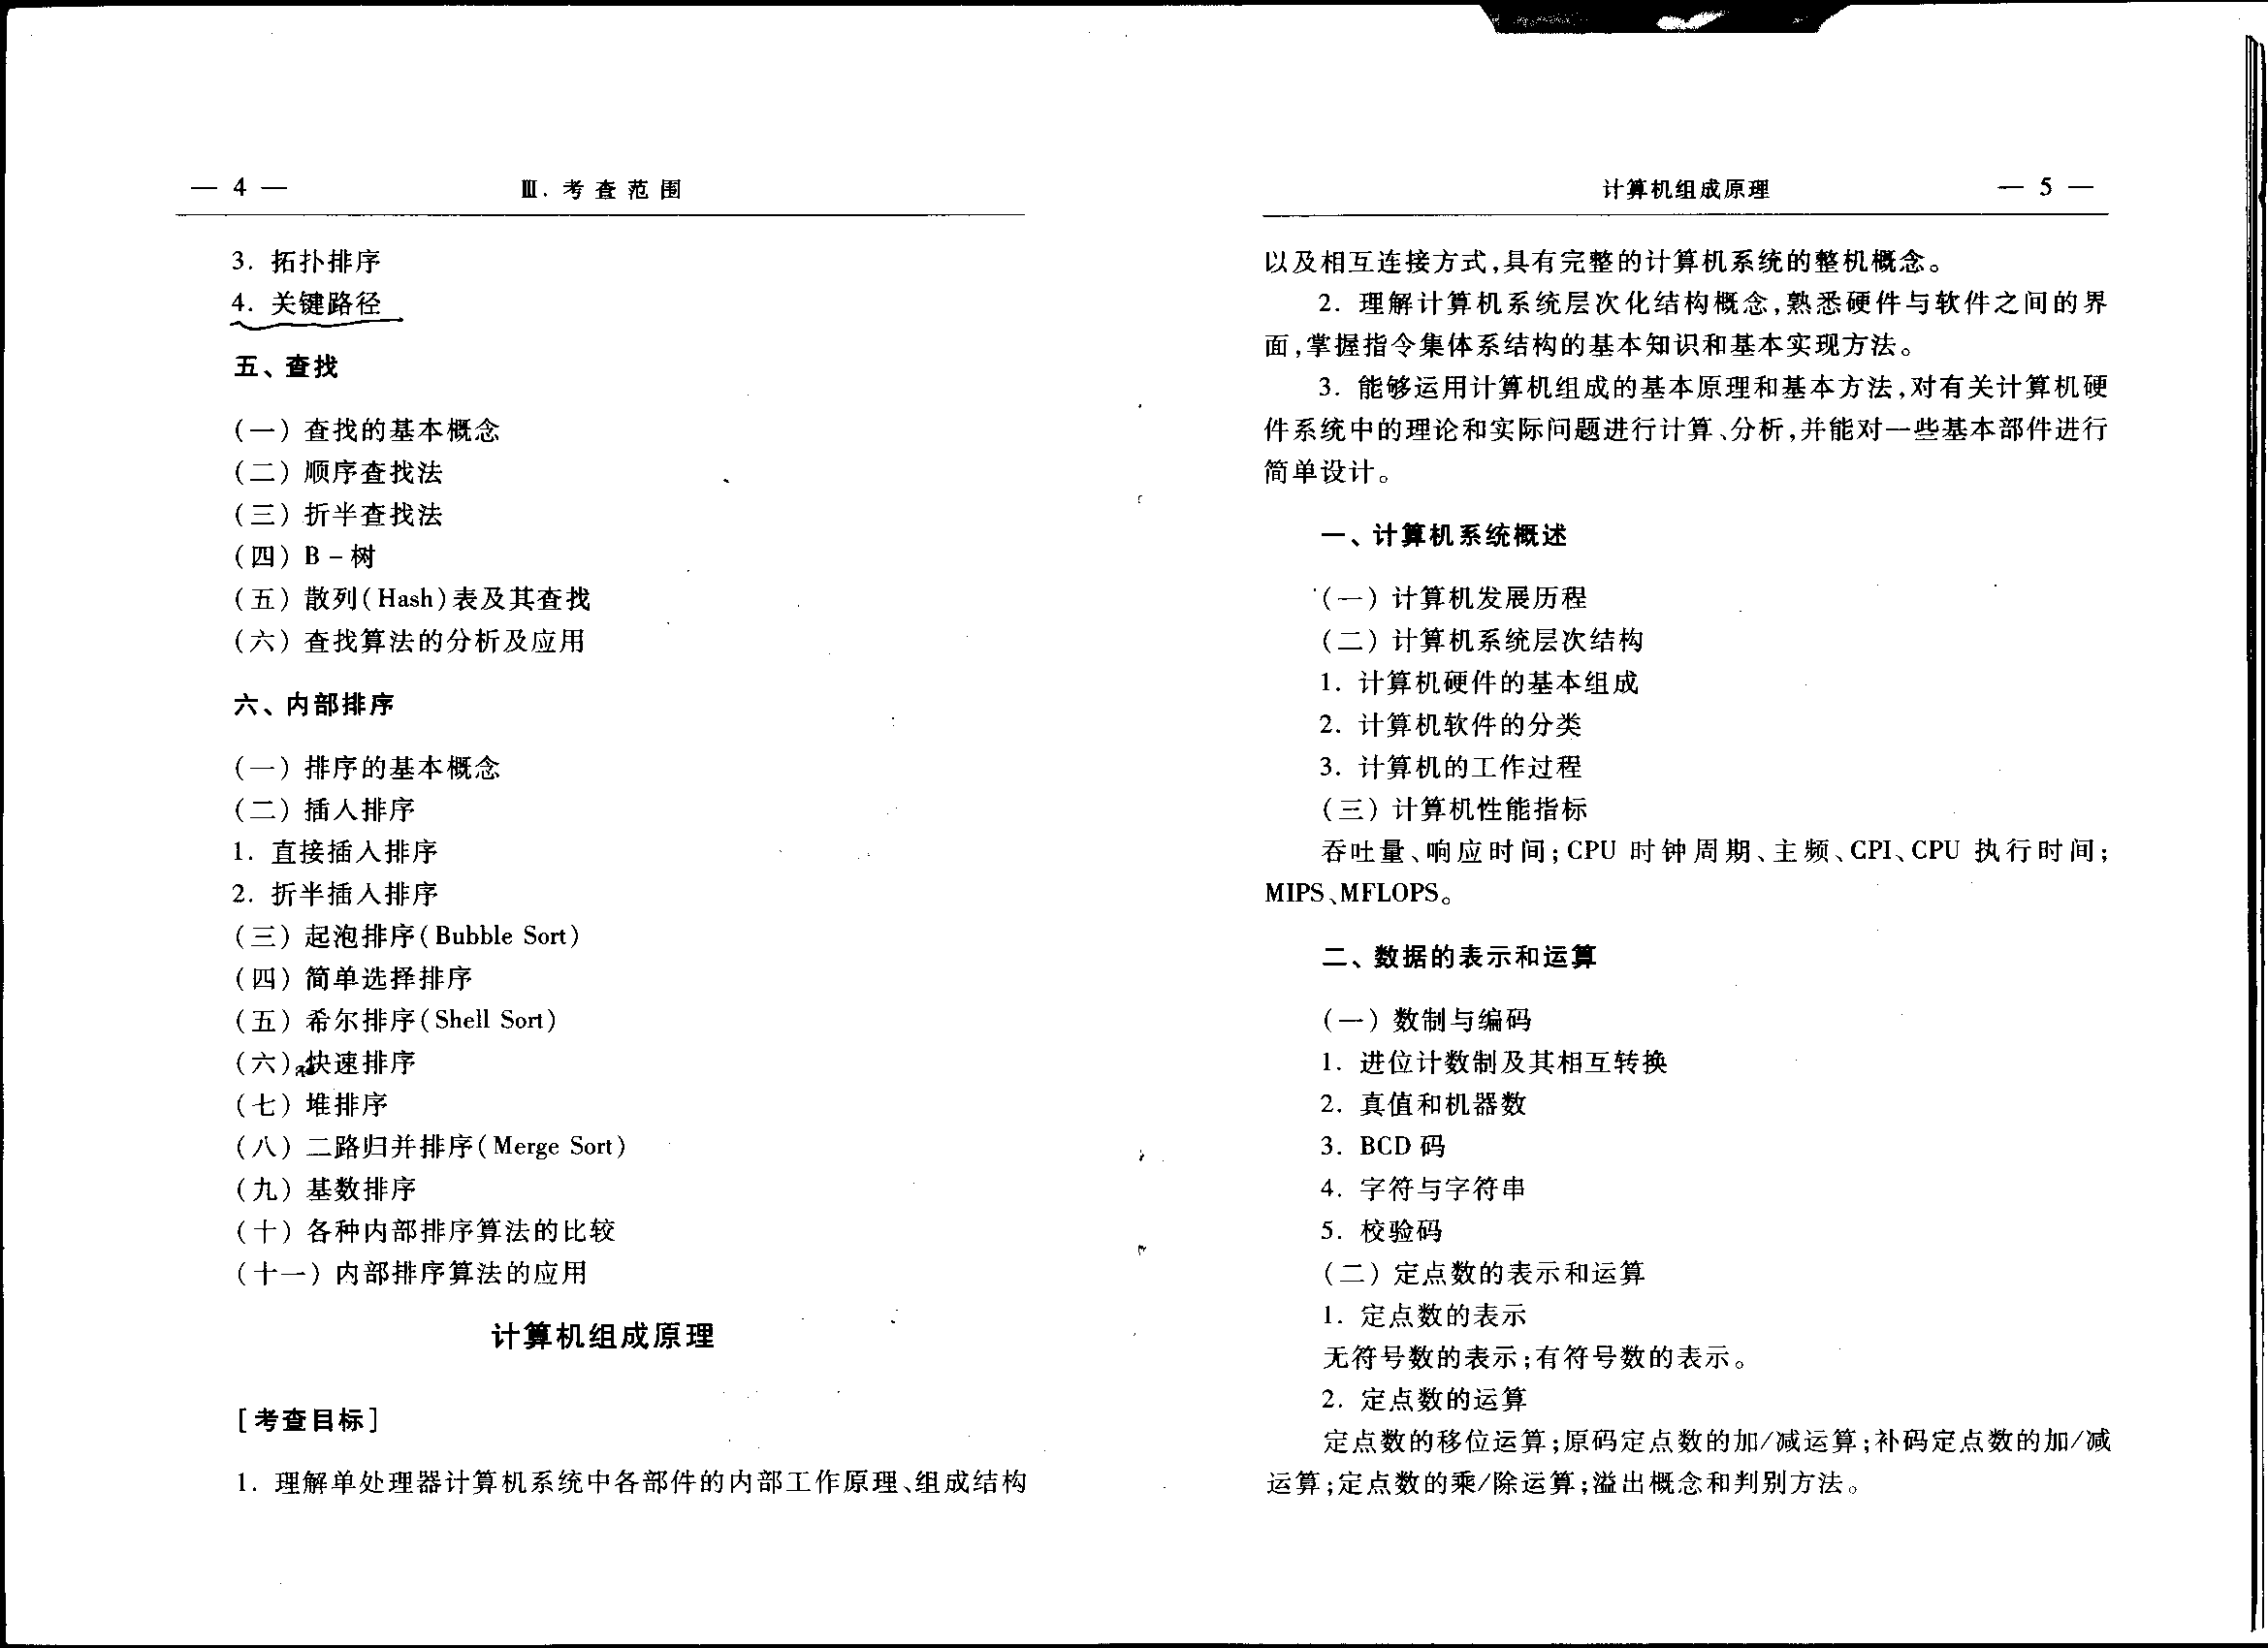 — 4 —
Ⅲ. 考查范围
3. 拓扑排序
4. 关键路径
五、查找
(一) 查找的基本概念
(二) 顺序查找法
(三) 折半查找法
(四) B－树
(五) 散列(Hash)表及其查找
(六) 查找算法的分析及应用
六、内部排序
(一) 排序的基本概念
(二) 插入排序
1. 直接插入排序
2. 折半插入排序
(三) 起泡排序(Bubble Sort)
(四) 简单选择排序
(五) 希尔排序(Shell Sort)
(六) 快速排序
(七) 堆排序
(八) 二路归并排序(Merge Sort)
(九) 基数排序
(十) 各种内部排序算法的比较
(十一) 内部排序算法的应用
计算机组成原理
[考查目标]
1. 理解单处理器计算机系统中各部件的内部工作原理、组成结构
计算机组成原理
— 5 —
以及相互连接方式,具有完整的计算机系统的整机概念。
2. 理解计算机系统层次化结构概念,熟悉硬件与软件之间的界
面,掌握指令集体系结构的基本知识和基本实现方法。
3. 能够运用计算机组成的基本原理和基本方法,对有关计算机硬
件系统中的理论和实际问题进行计算、分析,并能对一些基本部件进行
简单设计。
一、计算机系统概述
(一) 计算机发展历程
(二) 计算机系统层次结构
1. 计算机硬件的基本组成
2. 计算机软件的分类
3. 计算机的工作过程
(三) 计算机性能指标
吞吐量、响应时间;CPU 时钟周期、主频、CPI、CPU 执行时间;
MIPS、MFLOPS。
二、数据的表示和运算
(一) 数制与编码
1. 进位计数制及其相互转换
2. 真值和机器数
3. BCD 码
4. 字符与字符串
5. 校验码
(二) 定点数的表示和运算
1. 定点数的表示
无符号数的表示;有符号数的表示。
2. 定点数的运算
定点数的移位运算;原码定点数的加/减运算;补码定点数的加/减
运算;定点数的乘/除运算;溢出概念和判别方法。